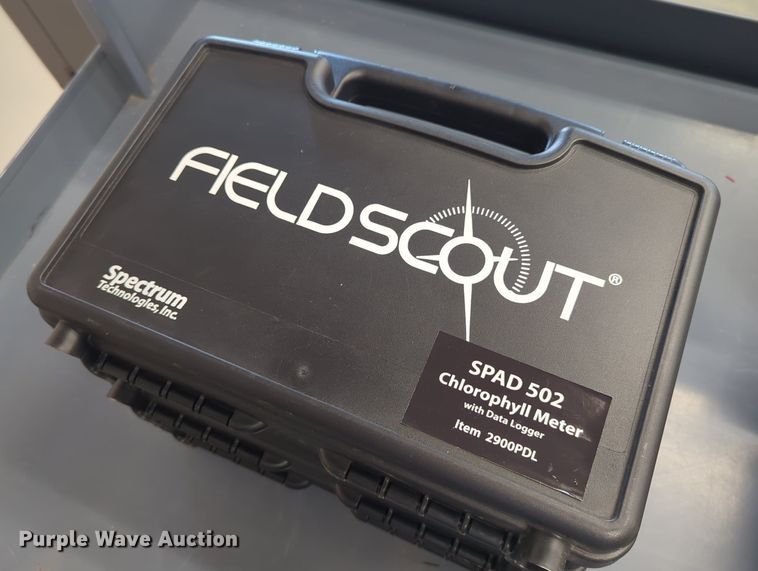 FIELDSCOUT®
Spectrum
Technologies, Inc.
SPAD 502
Chlorophyll Meter
with Data Logger
Item 2900PDL
Purple Wave Auction